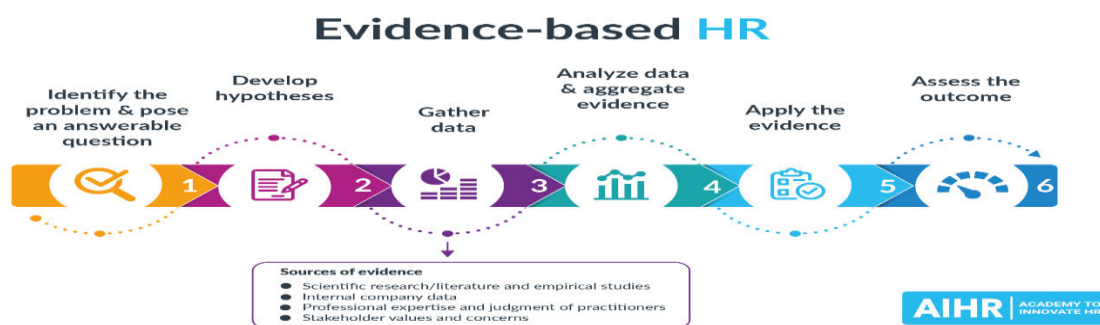 Evidence-based HR
Identify the
problem & pose
an answerable
question
Develop
hypotheses
Gather
data
Analyze data
& aggregate
evidence
Apply the
evidence
Assess the
outcome
1
2
3
4
5
6
Sources of evidence
● Scientific research/literature and empirical studies
● Internal company data
● Professional expertise and judgment of practitioners
● Stakeholder values and concerns
AIHR
ACADEMY TO
INNOVATE HR